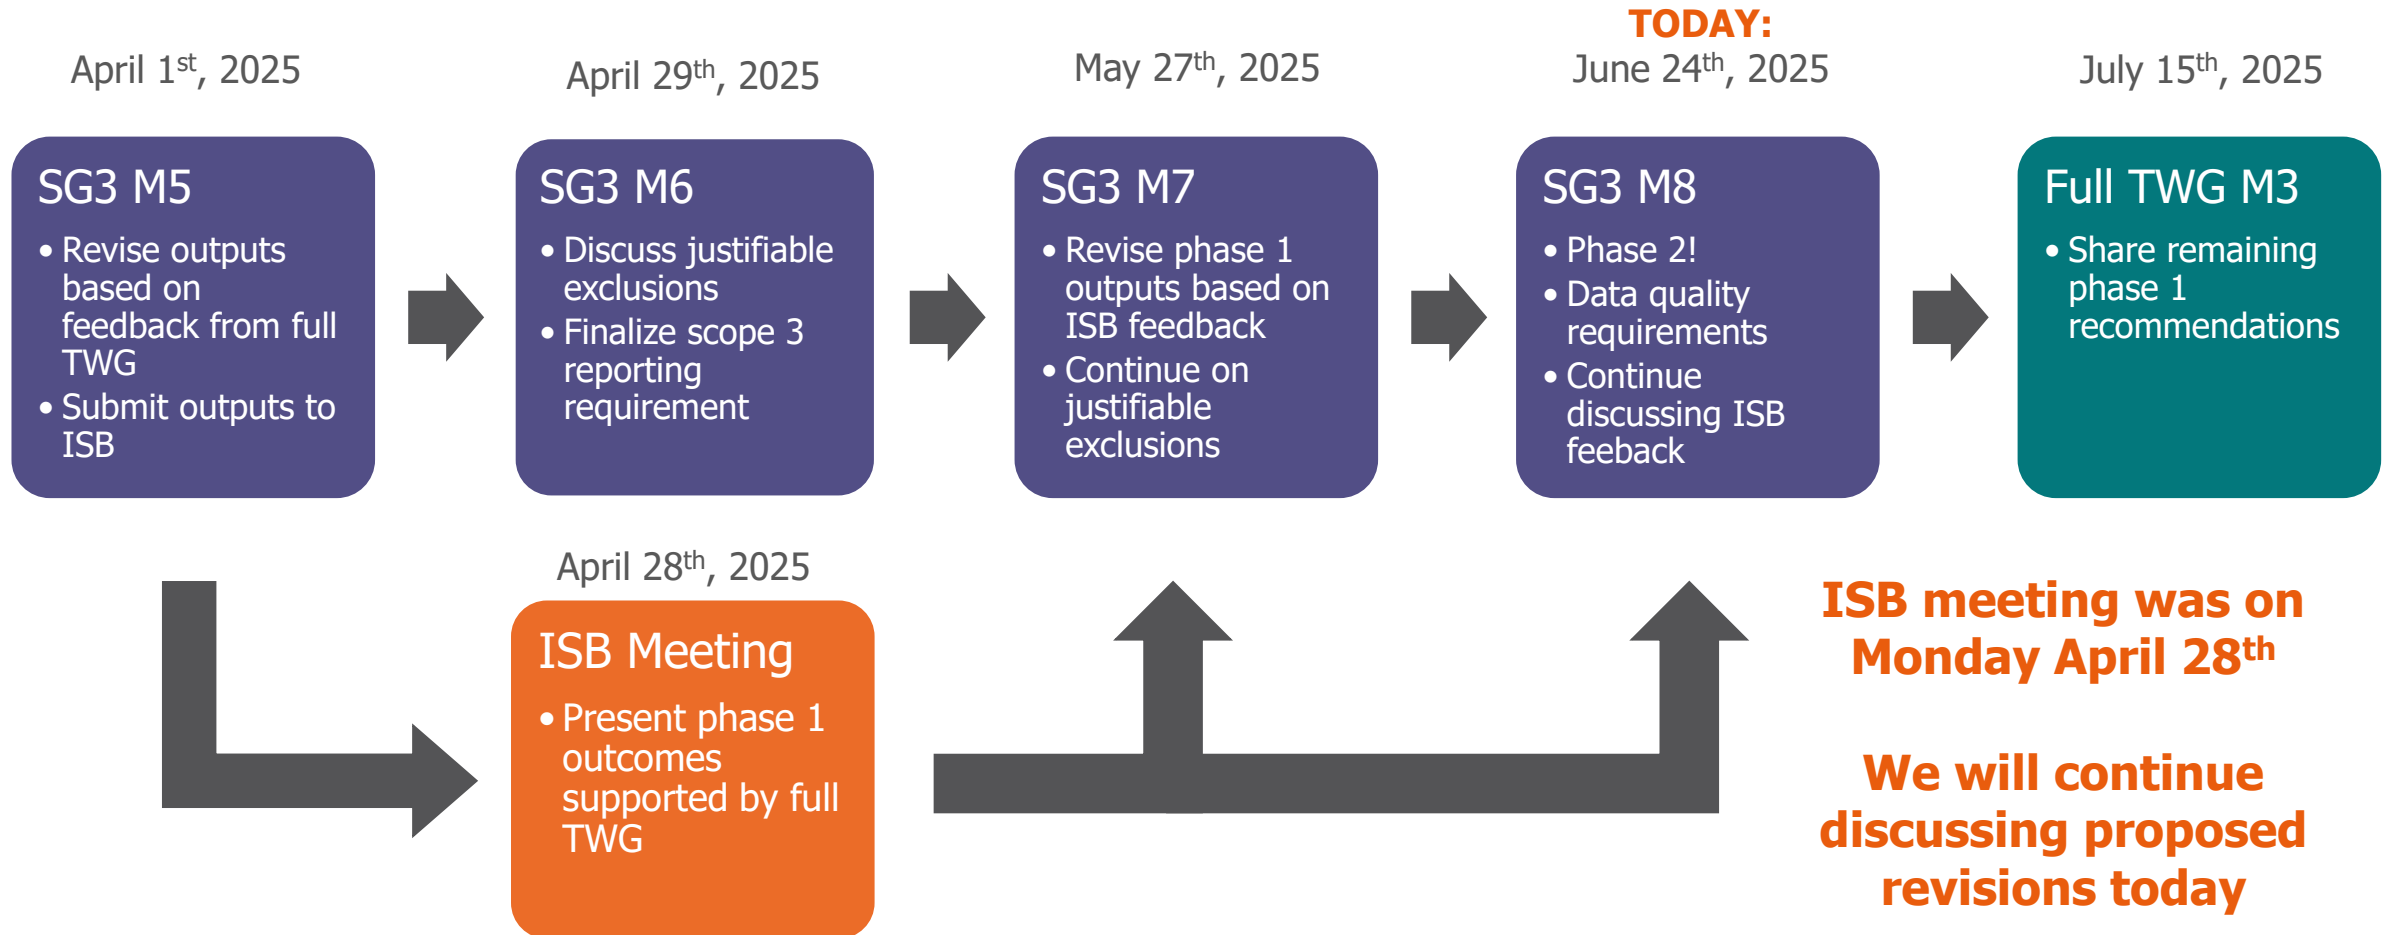 April 1st, 2025
SG3 M5
• Revise outputs
based on
feedback from full
TWG
• Submit outputs to
ISB
April 29th, 2025
SG3 M6
• Discuss justifiable
exclusions
• Finalize scope 3
reporting
requirement
May 27th, 2025
SG3 M7
• Revise phase 1
outputs based on
ISB feedback
• Continue on
justifiable
exclusions
TODAY:
June 24th, 2025
SG3 M8
• Phase 2!
• Data quality
requirements
• Continue
discussing ISB
feeback
July 15th, 2025
Full TWG M3
• Share remaining
phase 1
recommendations
April 28th, 2025
ISB Meeting
• Present phase 1
outcomes
supported by full
TWG
ISB meeting was on
Monday April 28th
We will continue
discussing proposed
revisions today